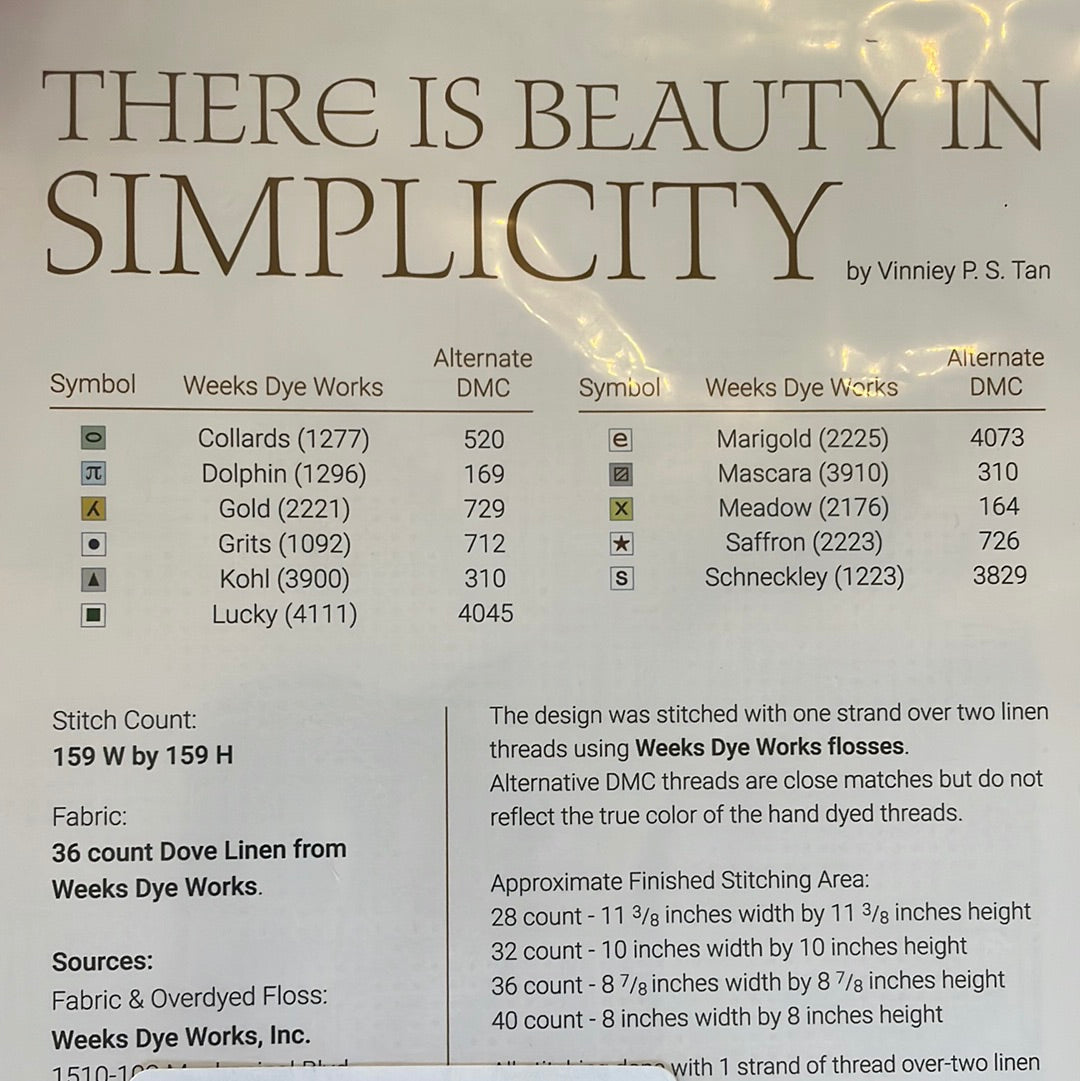 THERE IS BEAUTY IN
SIMPLICITY
by Vinniey P. S. Tan
Symbol Weeks Dye Works Alternate DMC
Collards (1277) 520
π Dolphin (1296) 169
Gold (2221) 729
Grits (1092) 712
Kohl (3900) 310
Lucky (4111) 4045
Symbol Weeks Dye Works Alternate DMC
e Marigold (2225) 4073
Mascara (3910) 310
X Meadow (2176) 164
★ Saffron (2223) 726
S Schneckley (1223) 3829
Stitch Count:
159 W by 159 H
Fabric:
36 count Dove Linen from
Weeks Dye Works.
Sources:
Fabric & Overdyed Floss:
Weeks Dye Works, Inc.
The design was stitched with one strand over two linen
threads using Weeks Dye Works flosses.
Alternative DMC threads are close matches but do not
reflect the true color of the hand dyed threads.
Approximate Finished Stitching Area:
28 count - 11 3/8 inches width by 11 3/8 inches height
32 count - 10 inches width by 10 inches height
36 count - 8 7/8 inches width by 8 7/8 inches height
40 count - 8 inches width by 8 inches height
with 1 strand of thread over-two linen